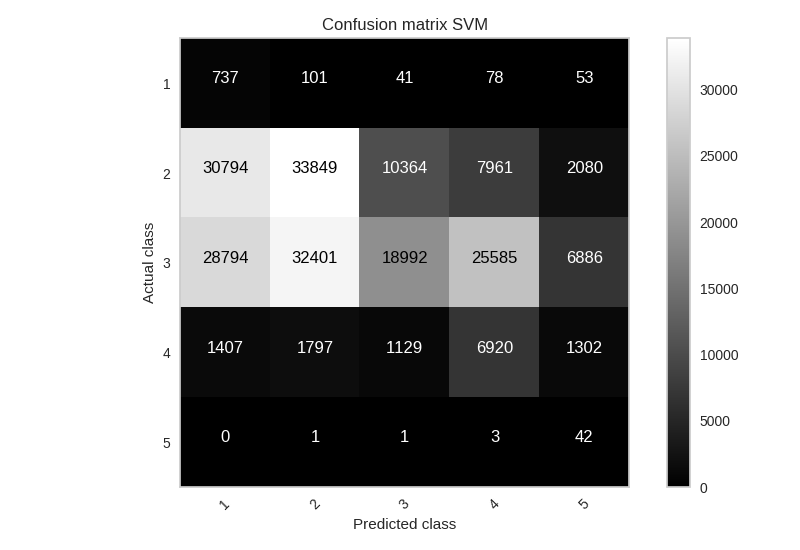 Confusion matrix SVM
Actual class
1 737 101 41 78 53
2 30794 33849 10364 7961 2080
3 28794 32401 18992 25585 6886
4 1407 1797 1129 6920 1302
5 0 1 1 3 42
1 2 3 4 5
Predicted class
30000
25000
20000
15000
10000
5000
0